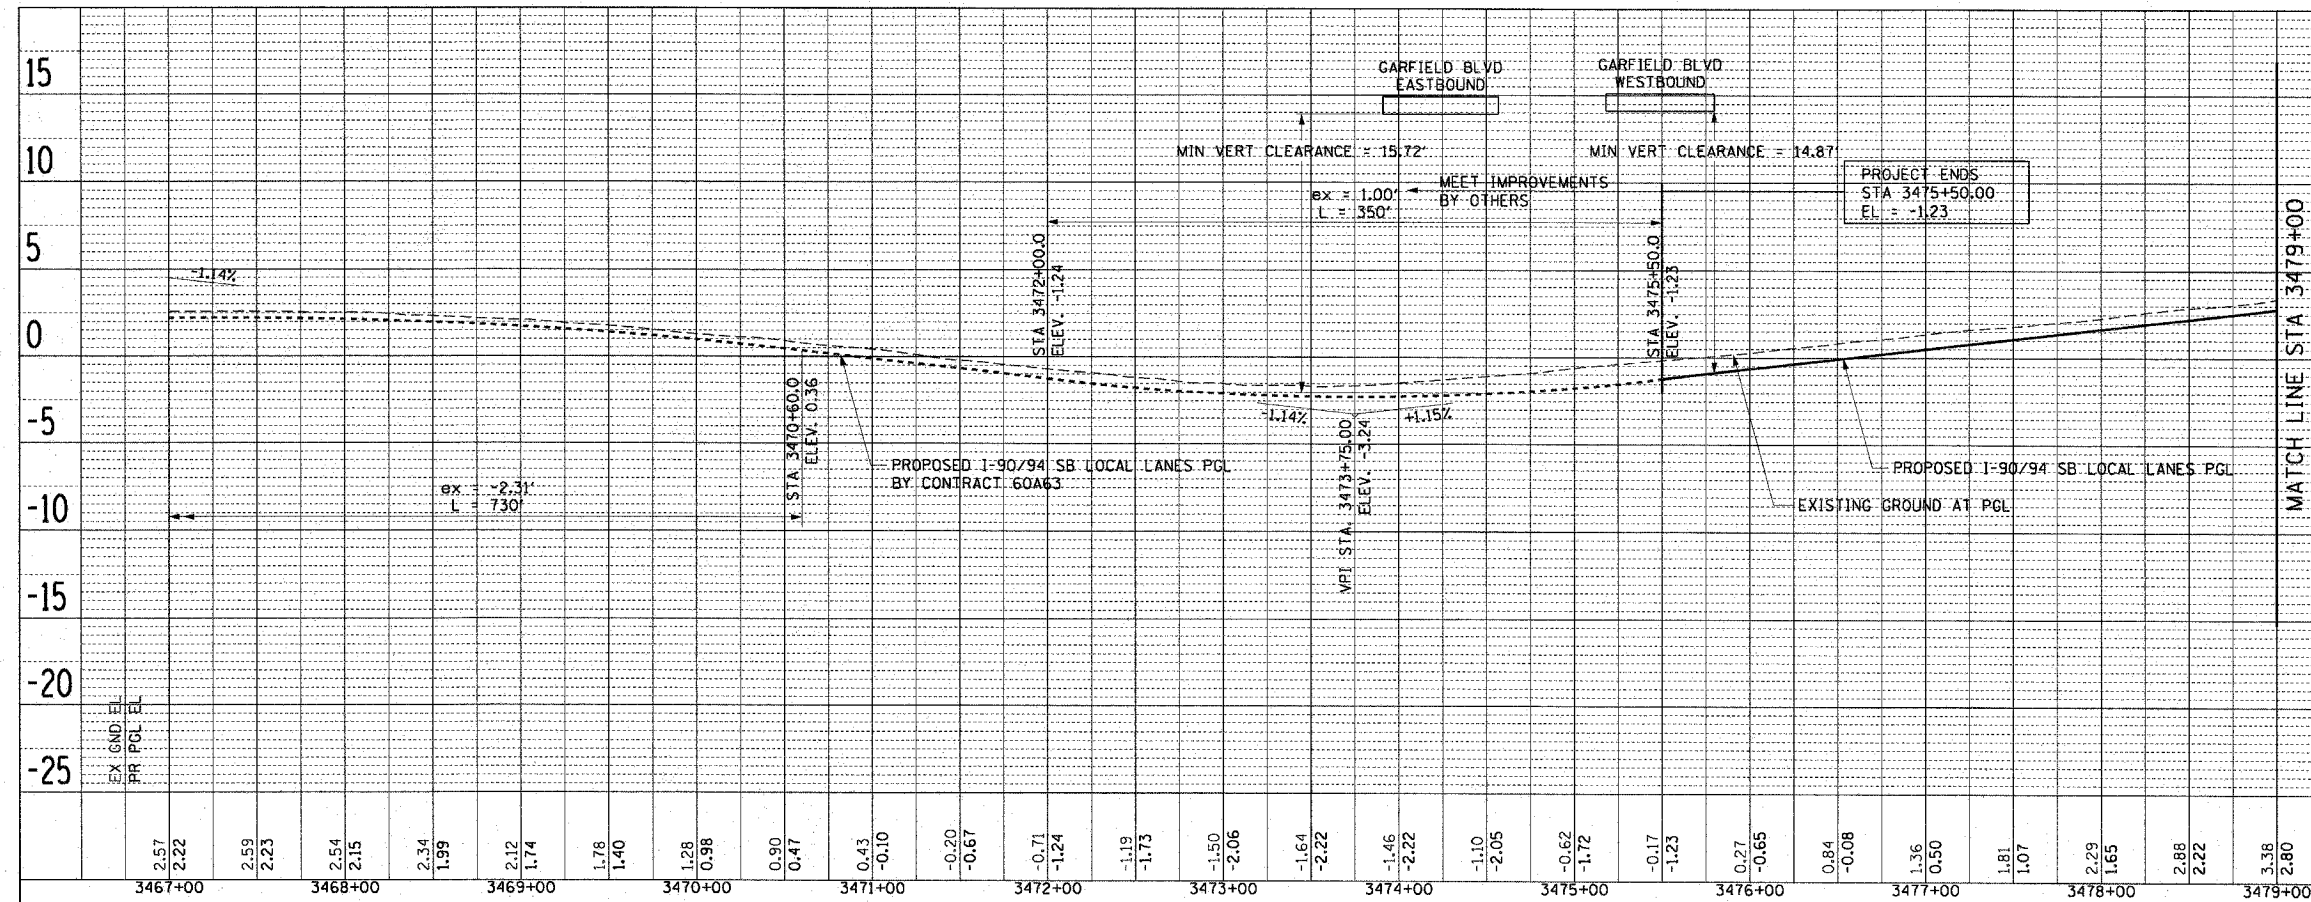 15
10
5
0
-5
-10
-15
-20
-25
GARFIELD BLVD
EASTBOUND
GARFIELD BLVD
WESTBOUND
MIN VERT CLEARANCE = 15.72'
MIN VERT CLEARANCE = 14.87'
MEET IMPROVEMENTS
BY OTHERS
ex = 1.00'
L = 350'
PROJECT ENDS
STA 3475+50.00
EL = -1.23
-1.14%
STA 3472+00.0
ELEV. -1.24
STA 3475+50.0
ELEV. -1.23
STA 3470+60.0
ELEV. 0.36
-1.14%
+1.15%
VPI STA. 3473+75.00
ELEV. -3.24
PROPOSED I-90/94 SB LOCAL LANES PGL
BY CONTRACT 60A63
PROPOSED I-90/94 SB LOCAL LANES PGL
EXISTING GROUND AT PGL
ex = -2.31'
L = 730'
MATCH LINE STA 3479+00
EX GND EL
PR PGL EL
2.57 2.59 2.54 2.34 2.12 1.78 1.28 0.90 0.43 -0.20 -0.71 -1.19 -1.50 -1.64 1.46 -1.10 -0.62 -0.17 0.27 0.84 1.36 1.81 2.29 2.88 3.38
2.22 2.23 2.15 1.99 1.74 1.40 0.98 0.47 -0.10 -0.67 -1.24 -1.73 -2.06 -2.22 -2.22 -2.05 -1.72 -1.23 -0.65 -0.08 0.50 1.07 1.65 2.22 2.80
3467+00 3468+00 3469+00 3470+00 3471+00 3472+00 3473+00 3474+00 3475+00 3476+00 3477+00 3478+00 3479+00